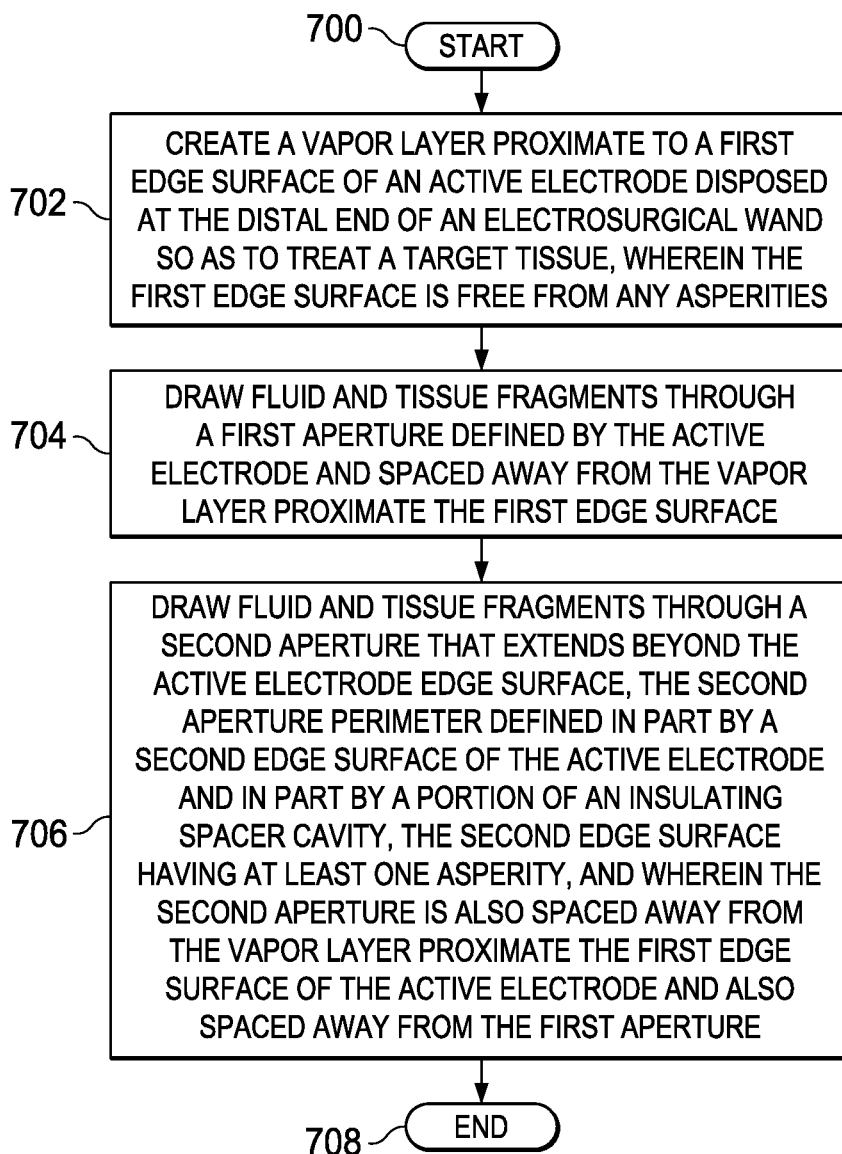 700
START
702
CREATE A VAPOR LAYER PROXIMATE TO A FIRST
EDGE SURFACE OF AN ACTIVE ELECTRODE DISPOSED
AT THE DISTAL END OF AN ELECTROSURGICAL WAND
SO AS TO TREAT A TARGET TISSUE, WHEREIN THE
FIRST EDGE SURFACE IS FREE FROM ANY ASPERITIES
704
DRAW FLUID AND TISSUE FRAGMENTS THROUGH
A FIRST APERTURE DEFINED BY THE ACTIVE
ELECTRODE AND SPACED AWAY FROM THE VAPOR
LAYER PROXIMATE THE FIRST EDGE SURFACE
706
DRAW FLUID AND TISSUE FRAGMENTS THROUGH A
SECOND APERTURE THAT EXTENDS BEYOND THE
ACTIVE ELECTRODE EDGE SURFACE, THE SECOND
APERTURE PERIMETER DEFINED IN PART BY A
SECOND EDGE SURFACE OF THE ACTIVE ELECTRODE
AND IN PART BY A PORTION OF AN INSULATING
SPACER CAVITY, THE SECOND EDGE SURFACE
HAVING AT LEAST ONE ASPERITY, AND WHEREIN THE
SECOND APERTURE IS ALSO SPACED AWAY FROM
THE VAPOR LAYER PROXIMATE THE FIRST EDGE
SURFACE OF THE ACTIVE ELECTRODE AND ALSO
SPACED AWAY FROM THE FIRST APERTURE
708
END